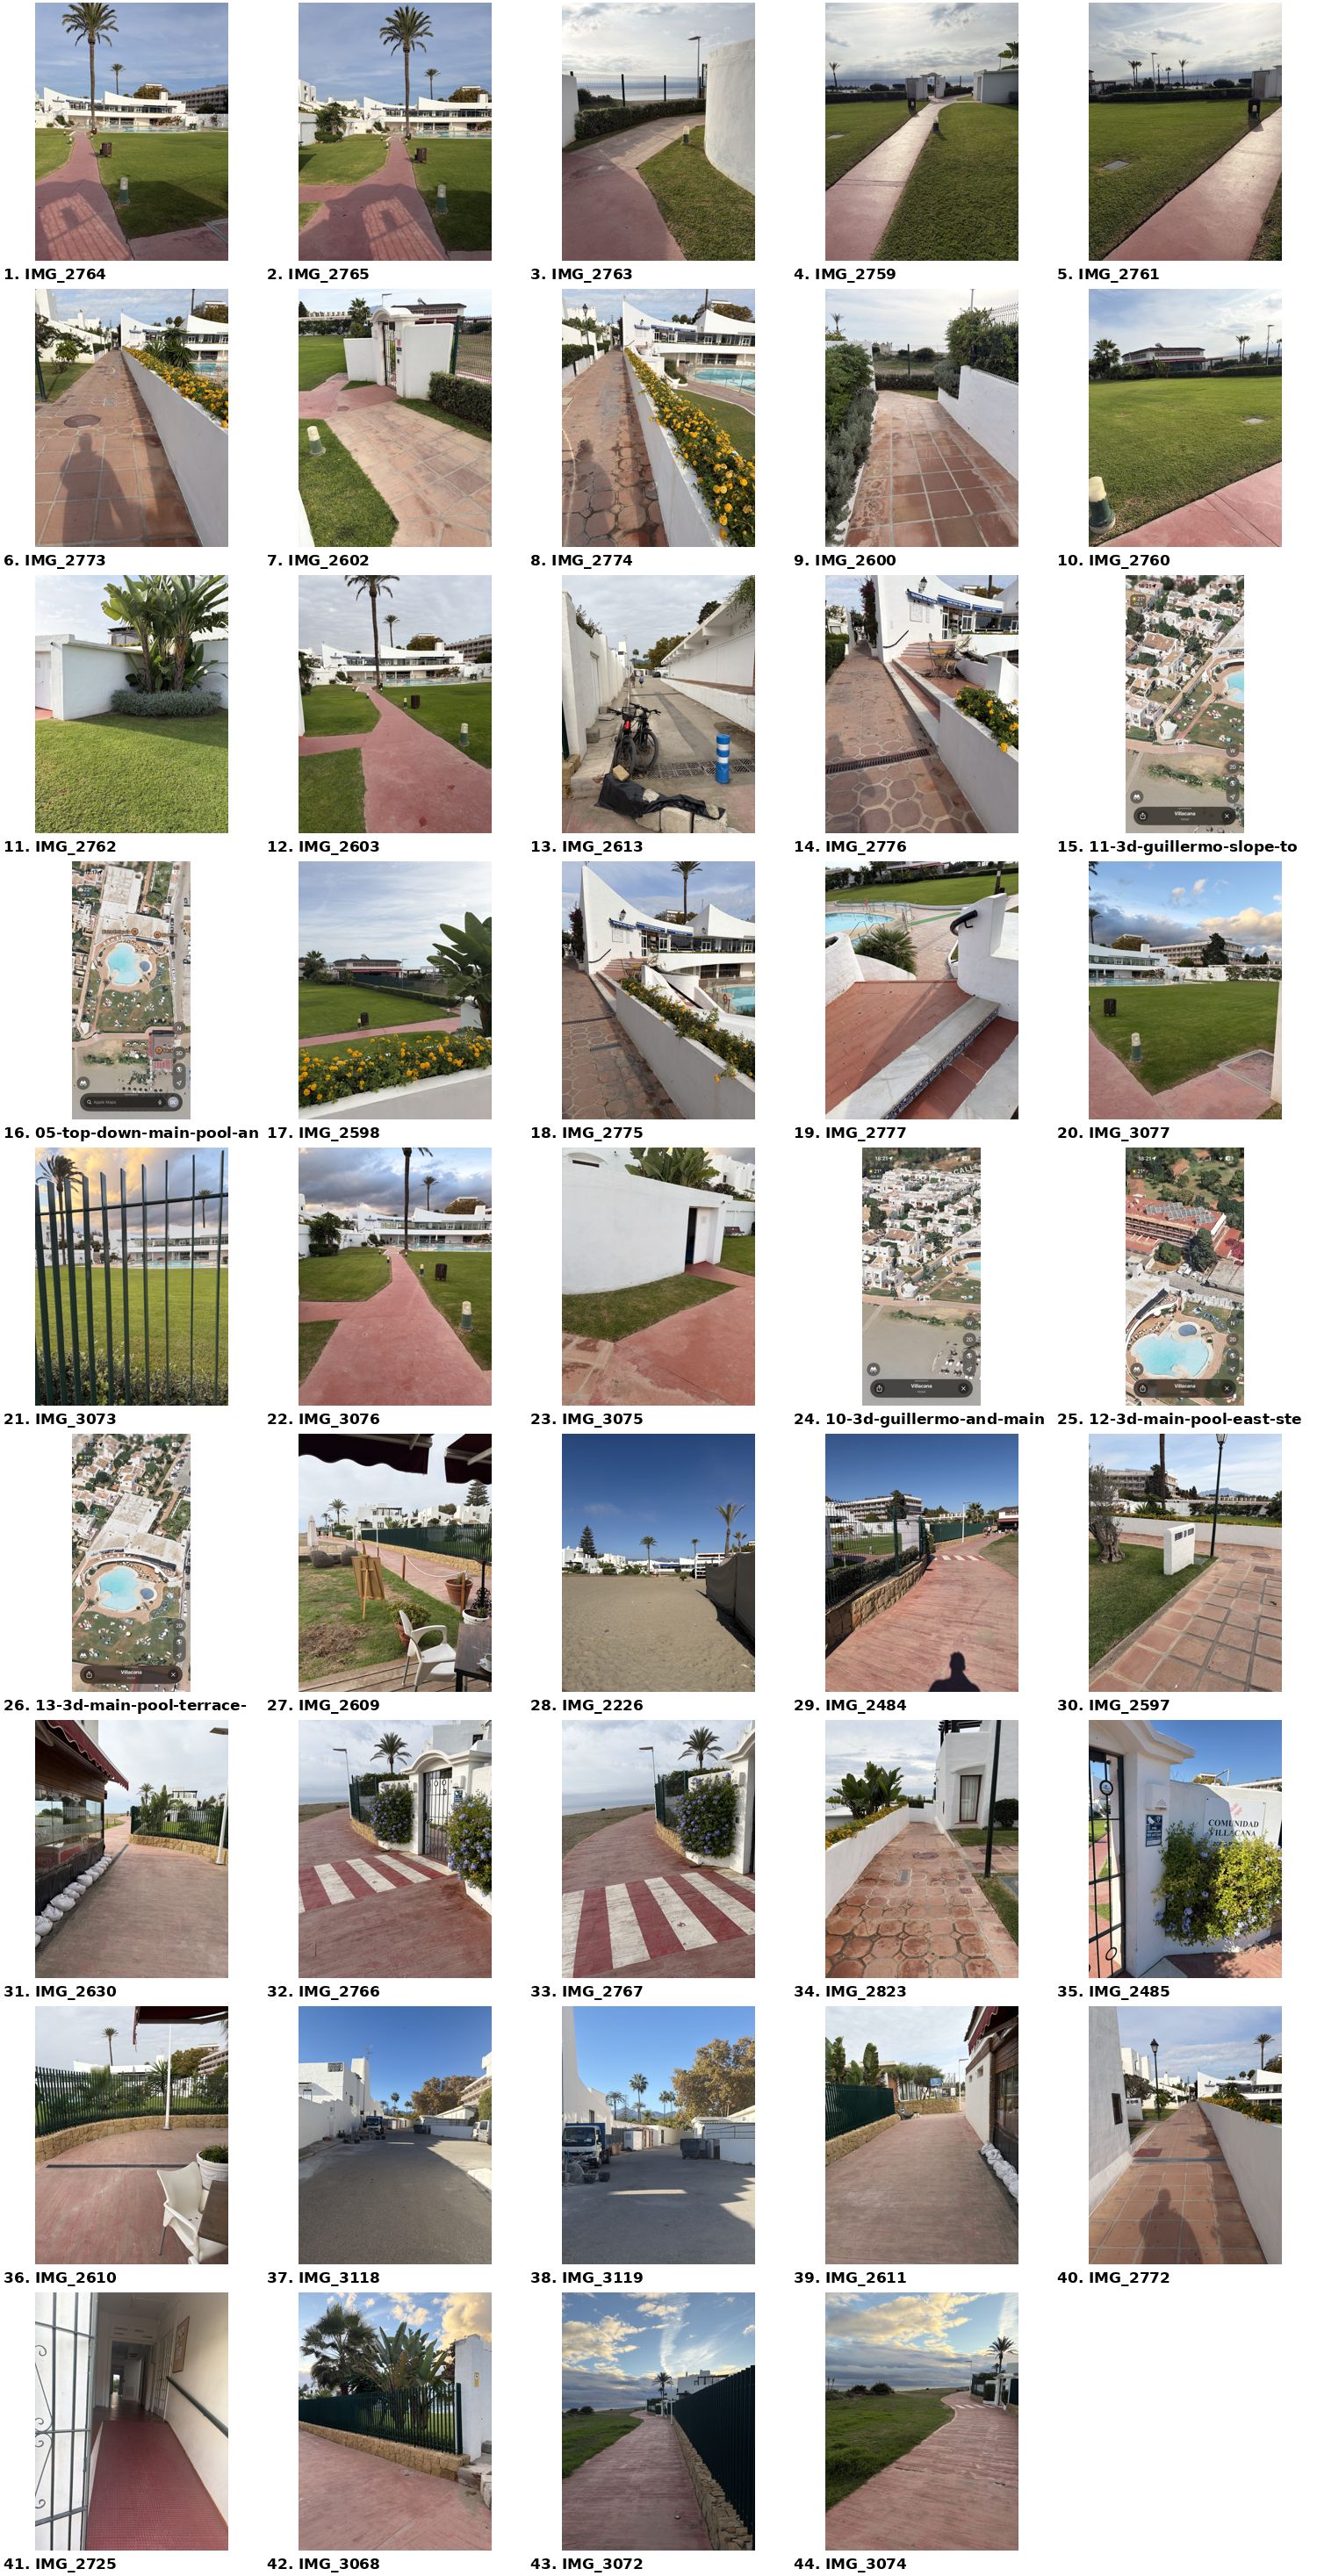 1. IMG_2764
2. IMG_2765
3. IMG_2763
4. IMG_2759
5. IMG_2761
6. IMG_2773
7. IMG_2602
8. IMG_2774
9. IMG_2600
10. IMG_2760
11. IMG_2762
12. IMG_2603
13. IMG_2613
14. IMG_2776
15. 11-3d-guillermo-slope-to
16. 05-top-down-main-pool-an
17. IMG_2598
18. IMG_2775
19. IMG_2777
20. IMG_3077
21. IMG_3073
22. IMG_3076
23. IMG_3075
24. 10-3d-guillermo-and-main
25. 12-3d-main-pool-east-ste
26. 13-3d-main-pool-terrace-
27. IMG_2609
28. IMG_2226
29. IMG_2484
30. IMG_2597
31. IMG_2630
32. IMG_2766
33. IMG_2767
34. IMG_2823
COMUNIDAD
VILLACANA
35. IMG_2485
36. IMG_2610
37. IMG_3118
38. IMG_3119
39. IMG_2611
40. IMG_2772
41. IMG_2725
42. IMG_3068
43. IMG_3072
44. IMG_3074